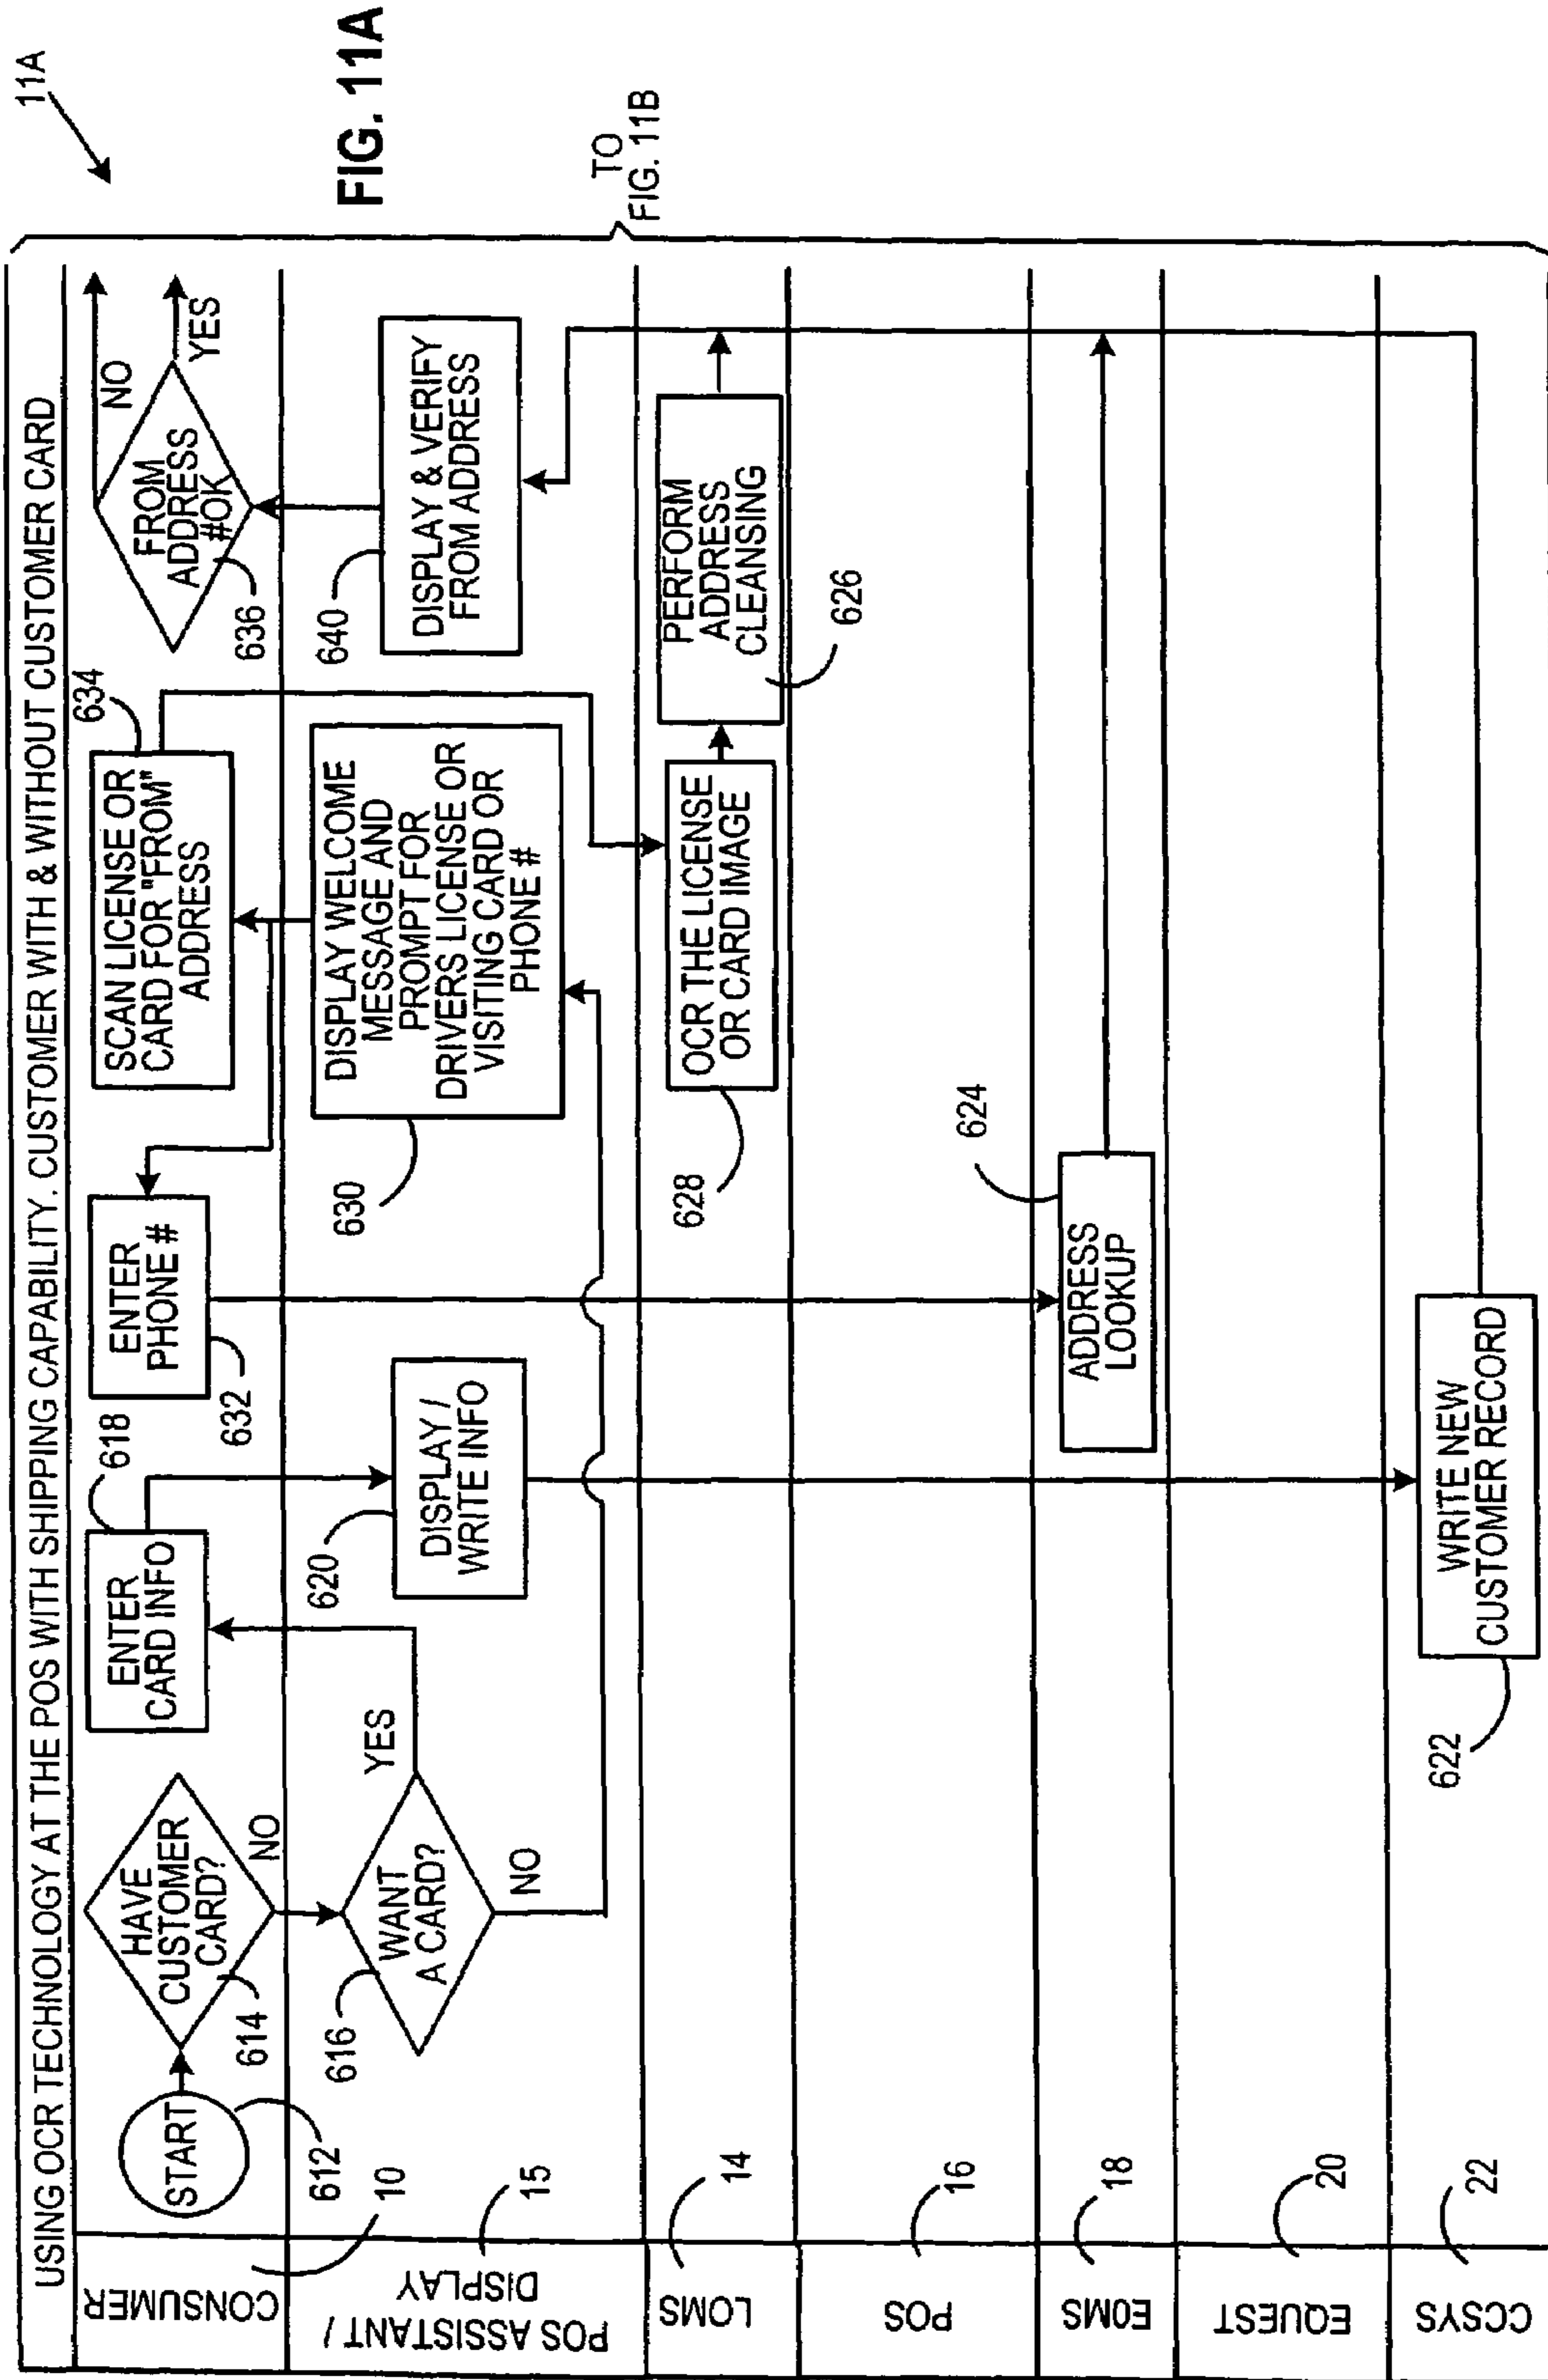 11A
FIG. 11A
TO
FIG. 11B
USING OCR TECHNOLOGY AT THE POS WITH SHIPPING CAPABILITY. CUSTOMER WITH & WITHOUT CUSTOMER CARD
CONSUMER
10
START
612
HAVE
CUSTOMER
CARD?
614
NO
ENTER
CARD INFO
618
ENTER
PHONE #
632
SCAN LICENSE OR
CARD FOR "FROM"
ADDRESS
634
FROM
ADDRESS
#OK
636
NO
YES
POS ASSISTANT /
DISPLAY
15
WANT
A CARD?
616
YES
NO
DISPLAY /
WRITE INFO
620
DISPLAY WELCOME
MESSAGE AND
PROMPT FOR
DRIVERS LICENSE OR
VISITING CARD OR
PHONE #
630
DISPLAY & VERIFY
FROM ADDRESS
640
LOMS
14
OCR THE LICENSE
OR CARD IMAGE
628
PERFORM
ADDRESS
CLEANSING
626
POS
16
EOMS
18
ADDRESS
LOOKUP
624
EQUEST
20
CCSYS
22
WRITE NEW
CUSTOMER RECORD
622